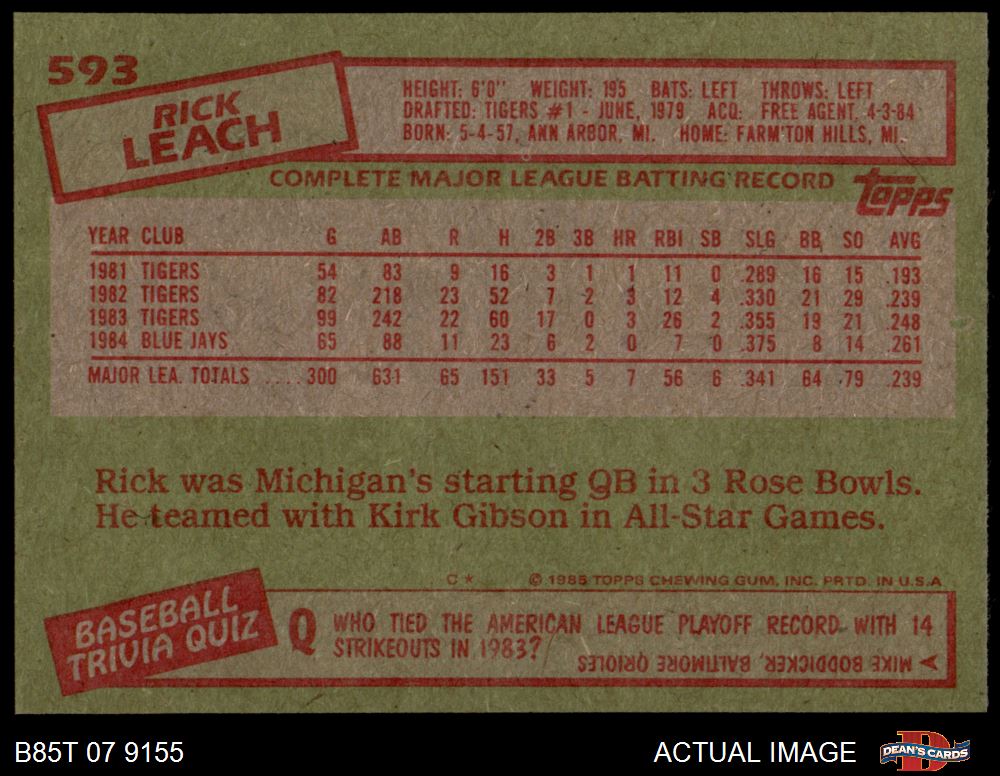 593
RICK
LEACH
HEIGHT: 6'0" WEIGHT: 195 BATS: LEFT THROWS: LEFT
DRAFTED: TIGERS #1 - JUNE, 1979 ACQ: FREE AGENT, 4-3-84
BORN: 5-4-57, ANN ARBOR, MI. HOME: FARM'TON HILLS, MI.
COMPLETE MAJOR LEAGUE BATTING RECORD
Topps
YEAR CLUB G AB R H 2B 3B HR RBI SB SLG BB SO AVG
1981 TIGERS 54 83 9 16 3 1 1 11 0 .289 16 15 .193
1982 TIGERS 82 218 23 52 7 2 3 12 4 .330 21 29 .239
1983 TIGERS 99 242 22 60 17 0 3 26 2 .355 19 21 .248
1984 BLUE JAYS 65 88 11 23 6 2 0 7 0 .375 8 14 .261
MAJOR LEA. TOTALS ....300 631 65 151 33 5 7 56 6 .341 64 79 .239
Rick was Michigan's starting QB in 3 Rose Bowls.
He teamed with Kirk Gibson in All-Star Games.
C* © 1985 TOPPS CHEWING GUM, INC. PRTD. IN U.S.A.
BASEBALL
TRIVIA QUIZ
Q WHO TIED THE AMERICAN LEAGUE PLAYOFF RECORD WITH 14
STRIKEOUTS IN 1983?
A MIKE BODDICKER, BALTIMORE ORIOLES
B85T 07 9155
ACTUAL IMAGE
D
DEAN'S CARDS